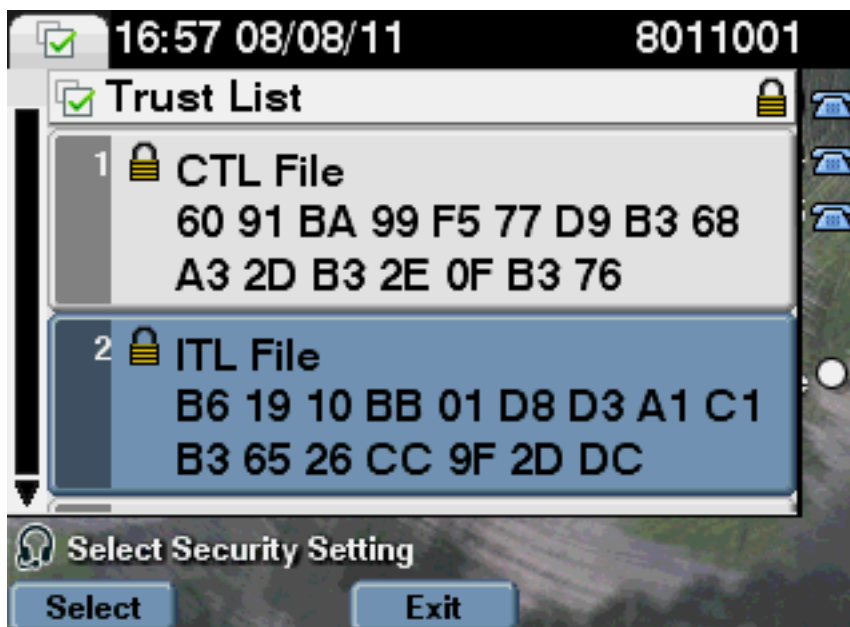 16:57 08/08/11 8011001
Trust List
1 CTL File
60 91 BA 99 F5 77 D9 B3 68
A3 2D B3 2E 0F B3 76
2 ITL File
B6 19 10 BB 01 D8 D3 A1 C1
B3 65 26 CC 9F 2D DC
Select Security Setting
Select Exit